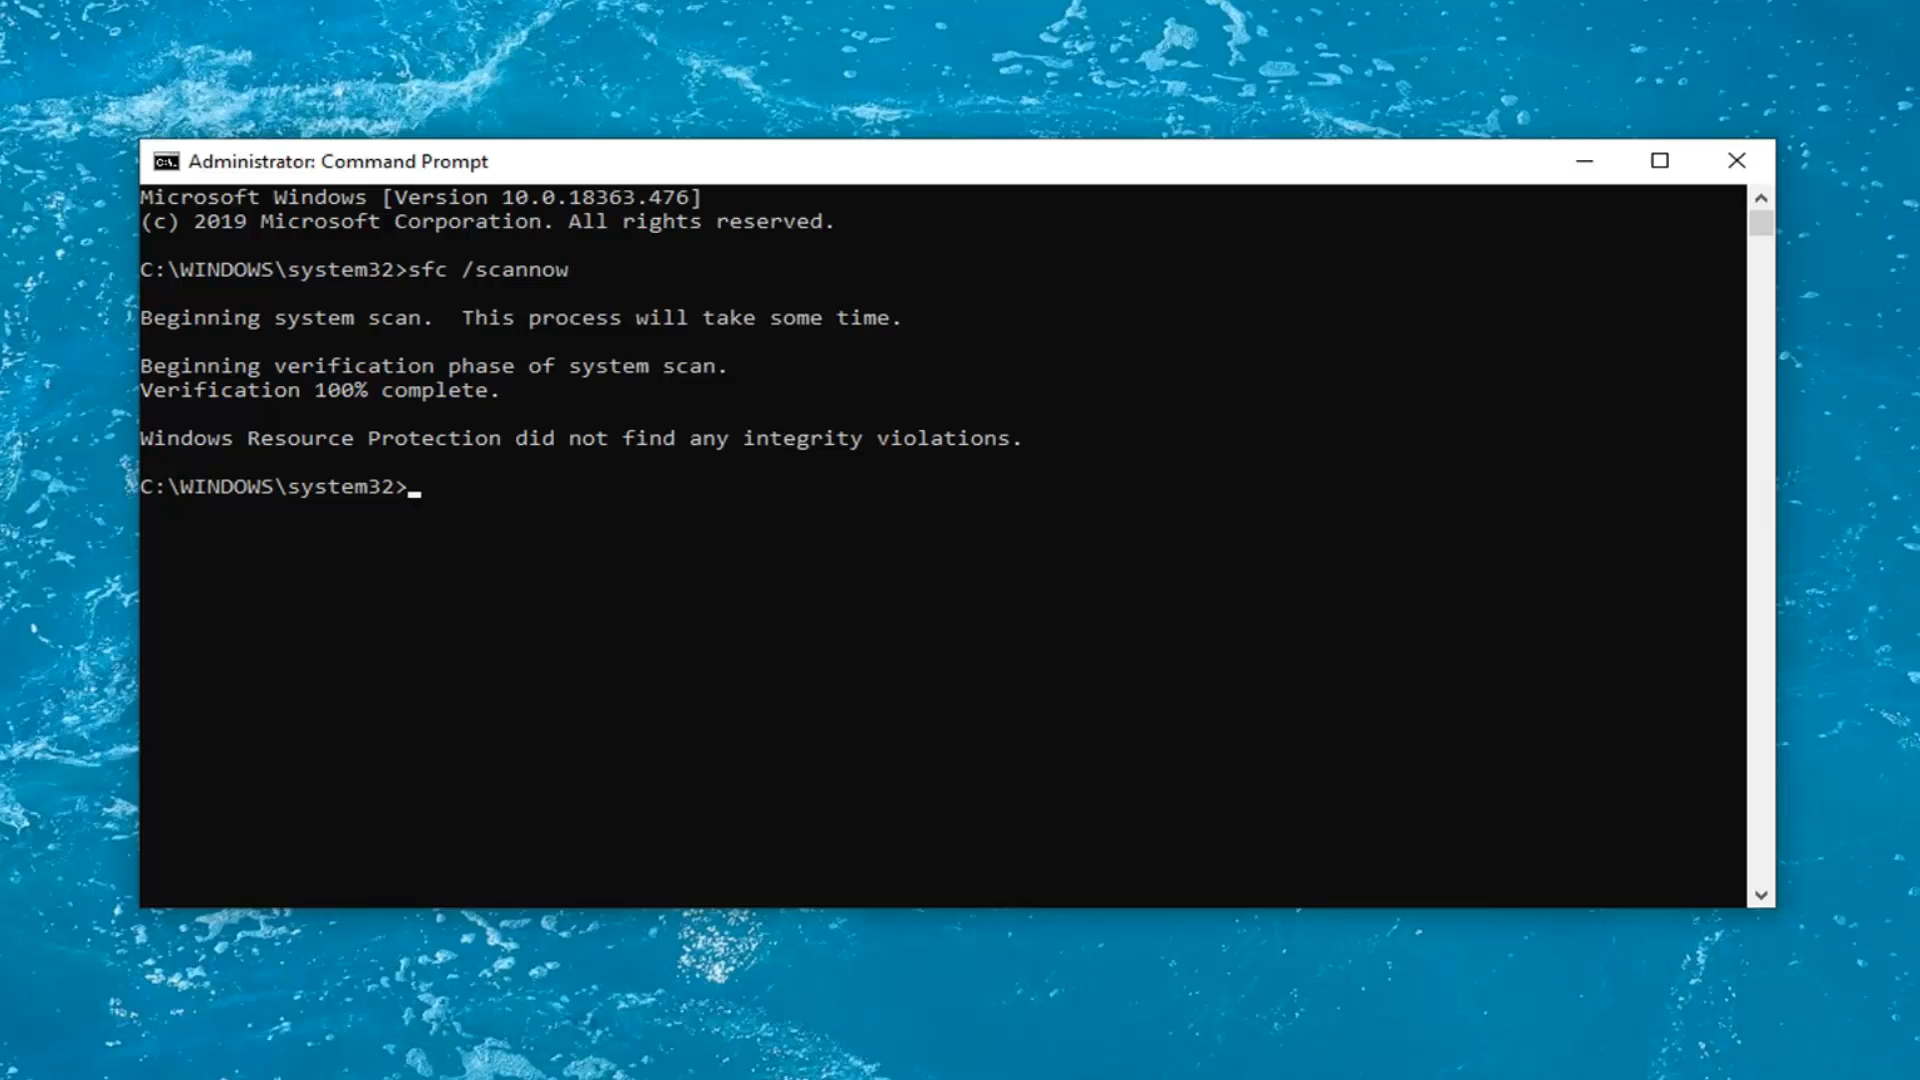 Administrator: Command Prompt
Microsoft Windows [Version 10.0.18363.476]
(c) 2019 Microsoft Corporation. All rights reserved.
C:\WINDOWS\system32>sfc /scannow
Beginning system scan.  This process will take some time.
Beginning verification phase of system scan.
Verification 100% complete.
Windows Resource Protection did not find any integrity violations.
C:\WINDOWS\system32>